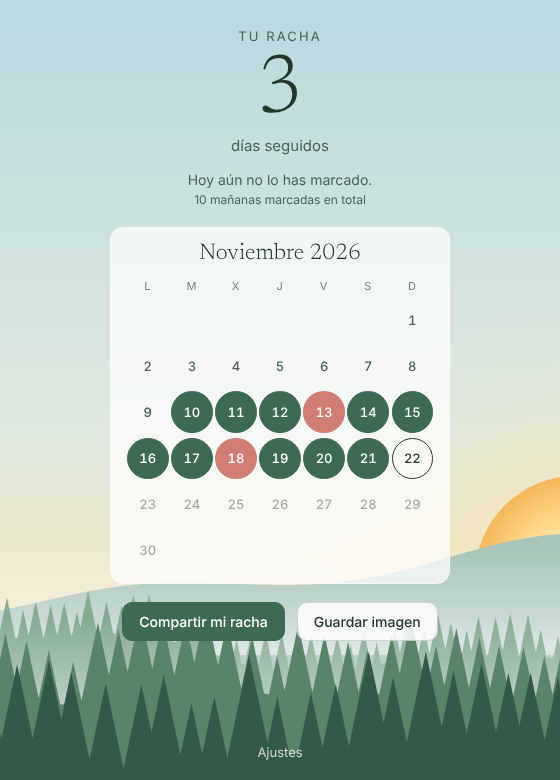 TU RACHA
3
días seguidos
Hoy aún no lo has marcado.
10 mañanas marcadas en total
Noviembre 2026
L M X J V S D
1
2 3 4 5 6 7 8
9 10 11 12 13 14 15
16 17 18 19 20 21 22
23 24 25 26 27 28 29
30
Compartir mi racha Guardar imagen
Ajustes